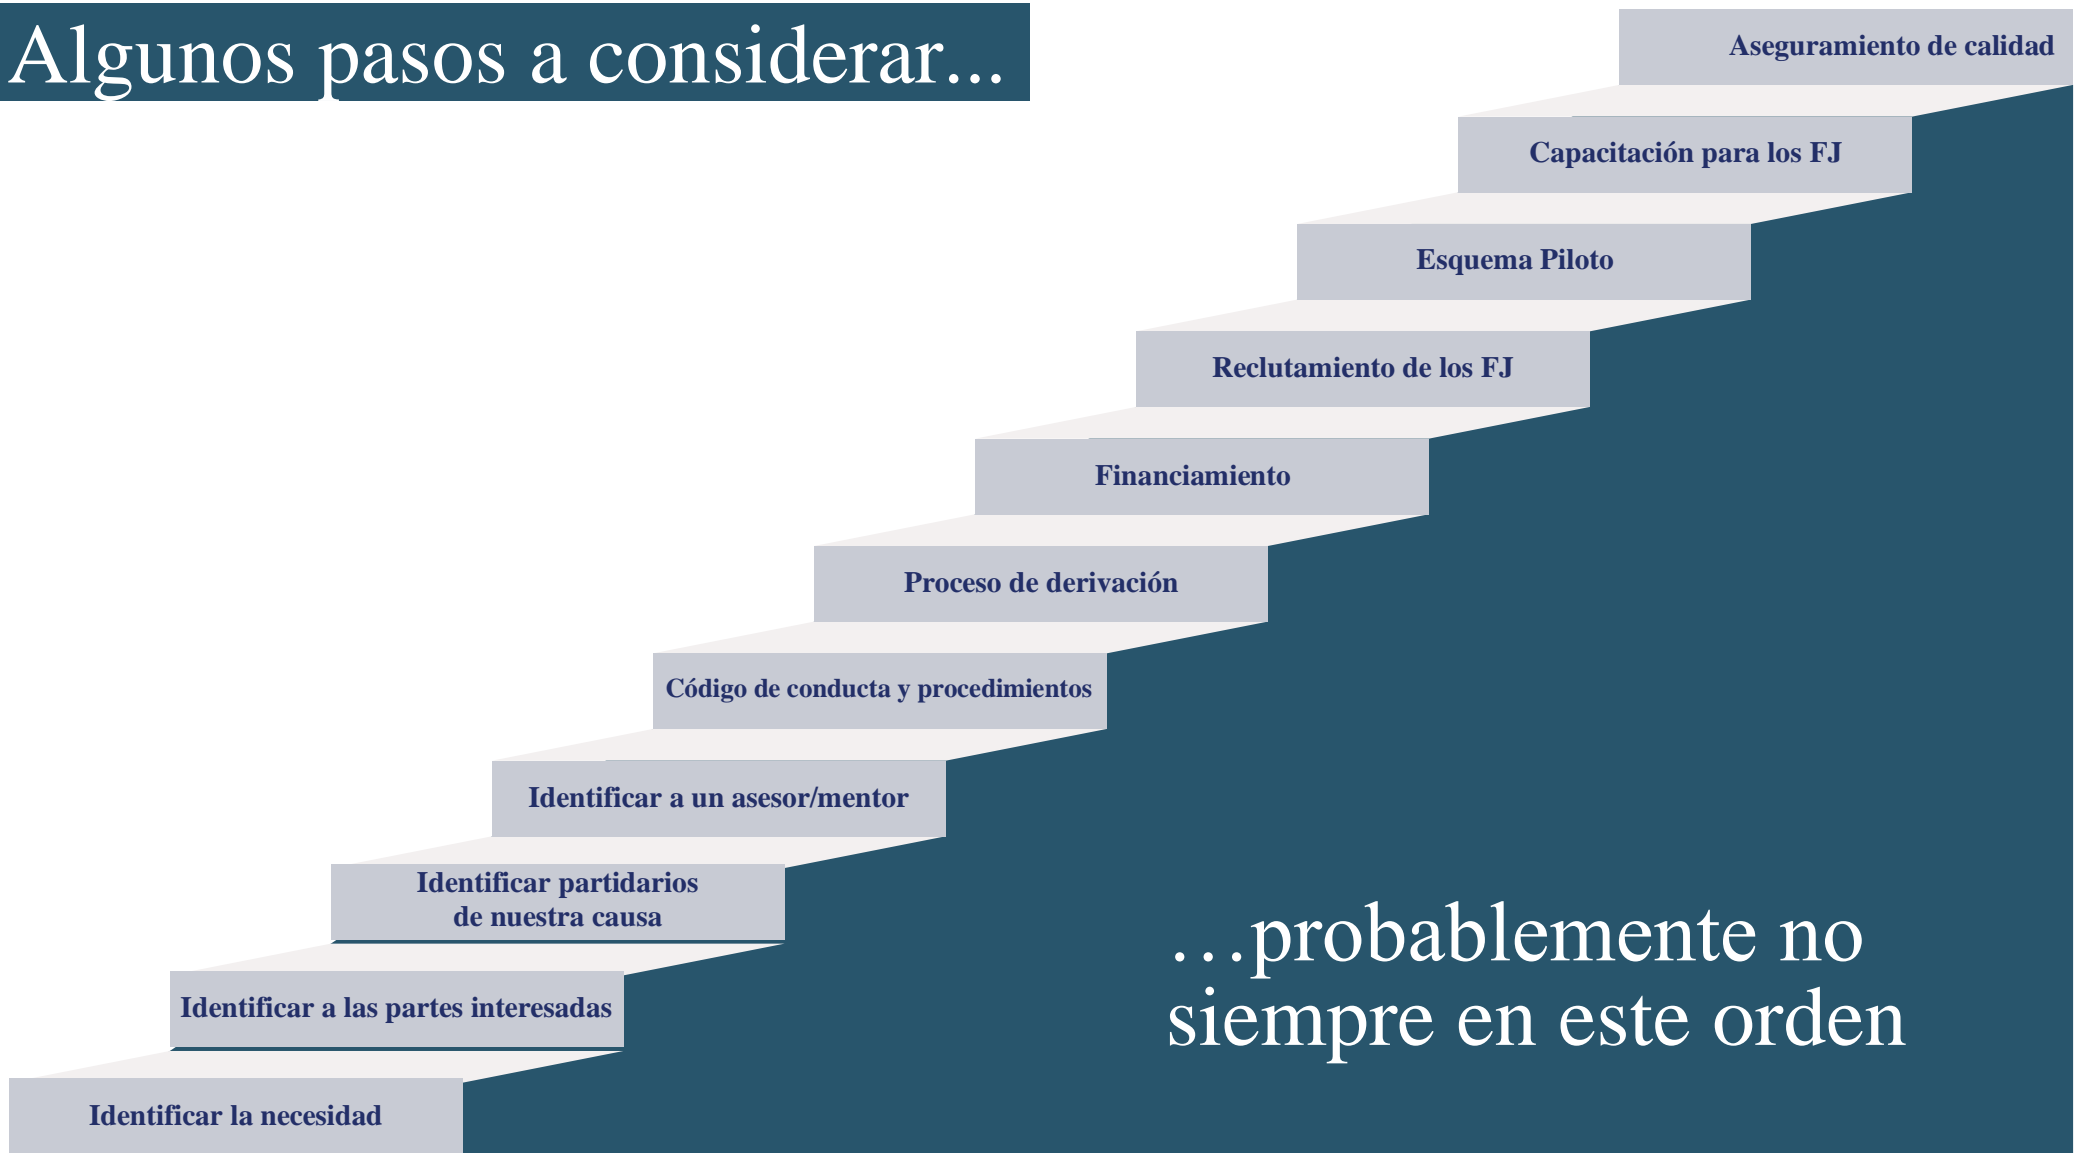 Algunos pasos a considerar...
Aseguramiento de calidad
Capacitación para los FJ
Esquema Piloto
Reclutamiento de los FJ
Financiamiento
Proceso de derivación
Código de conducta y procedimientos
Identificar a un asesor/mentor
Identificar partidarios
de nuestra causa
Identificar a las partes interesadas
Identificar la necesidad
…probablemente no
siempre en este orden